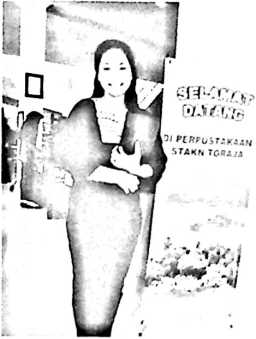 SELAMAT
DATANG
DI PERPUSTAKAAN
STAKN TORAJA